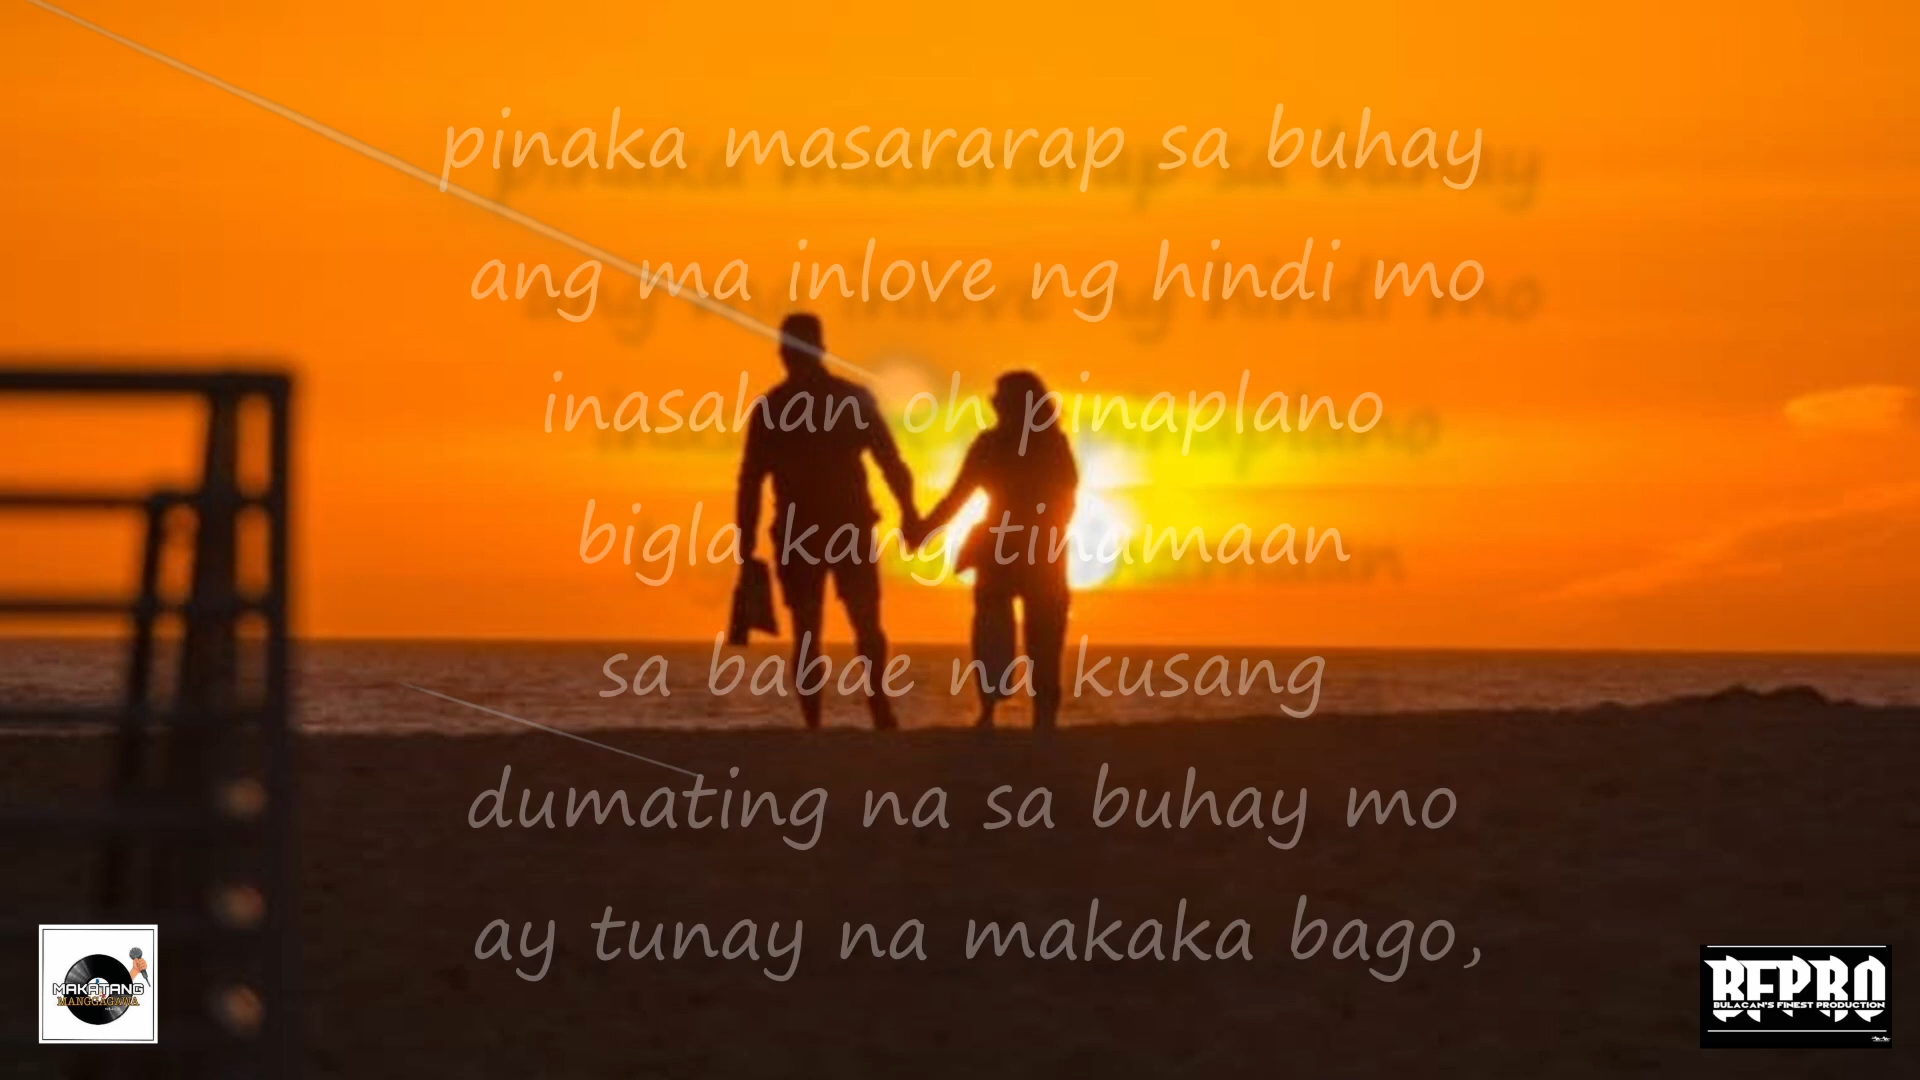 pinaka masararap sa buhay
ang ma inlove ng hindi mo
inasahan oh pinaplano
bigla kang tinamaan
sa babae na kusang
dumating na sa buhay mo
ay tunay na makaka bago,
MAKATANG
MANGGAGAWA
BFPRO
BULACAN'S FINEST PRODUCTION